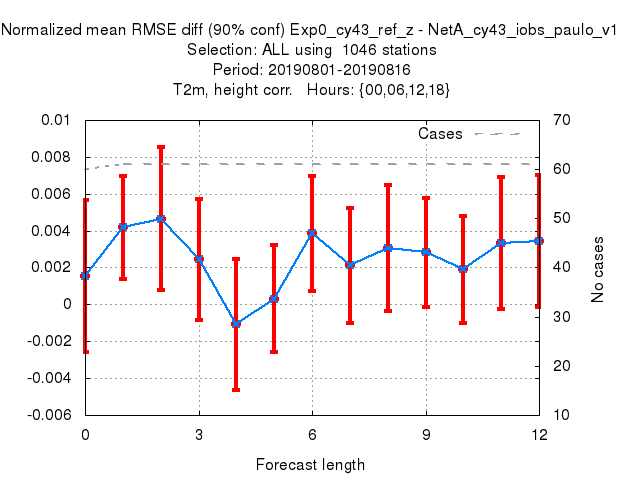 Normalized mean RMSE diff (90% conf) Exp0_cy43_ref_z - NetA_cy43_iobs_paulo_v1
Selection: ALL using  1046 stations
Period: 20190801-20190816
T2m, height corr.   Hours: {00,06,12,18}
0.01
0.008
0.006
0.004
0.002
0
-0.002
-0.004
-0.006
Cases
70
60
50
40
30
20
10
No cases
0 3 6 9 12
Forecast length